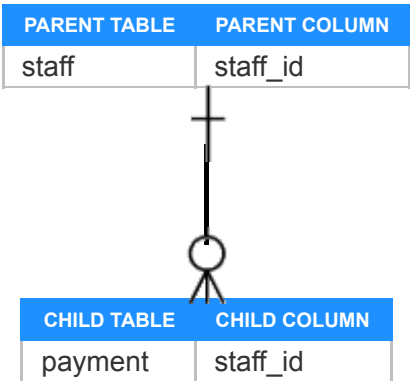 PARENT TABLE PARENT COLUMN
staff staff_id
CHILD TABLE CHILD COLUMN
payment staff_id